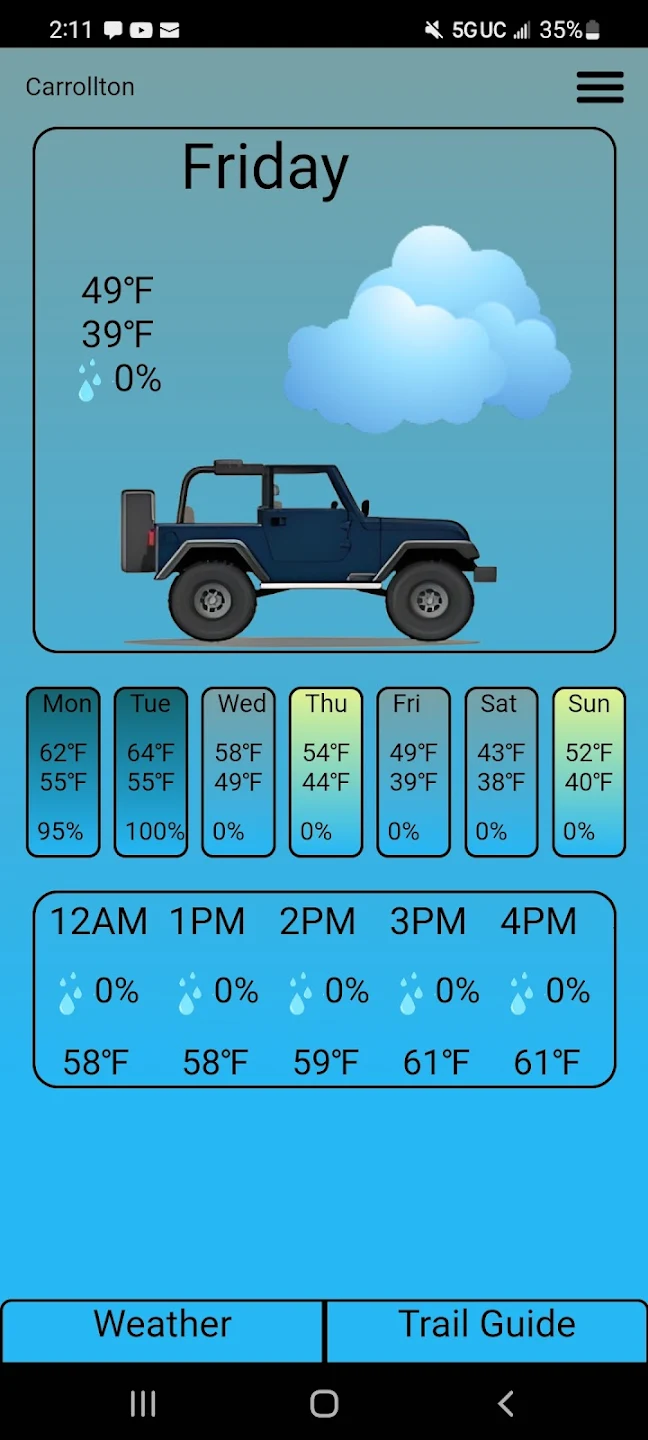 2:11 5GUC 35%
Carrollton
Friday
49°F
39°F
0%
Mon Tue Wed Thu Fri Sat Sun
62°F 64°F 58°F 54°F 49°F 43°F 52°F
55°F 55°F 49°F 44°F 39°F 38°F 40°F
95% 100% 0% 0% 0% 0% 0%
12AM 1PM 2PM 3PM 4PM
0% 0% 0% 0% 0%
58°F 58°F 59°F 61°F 61°F
Weather Trail Guide